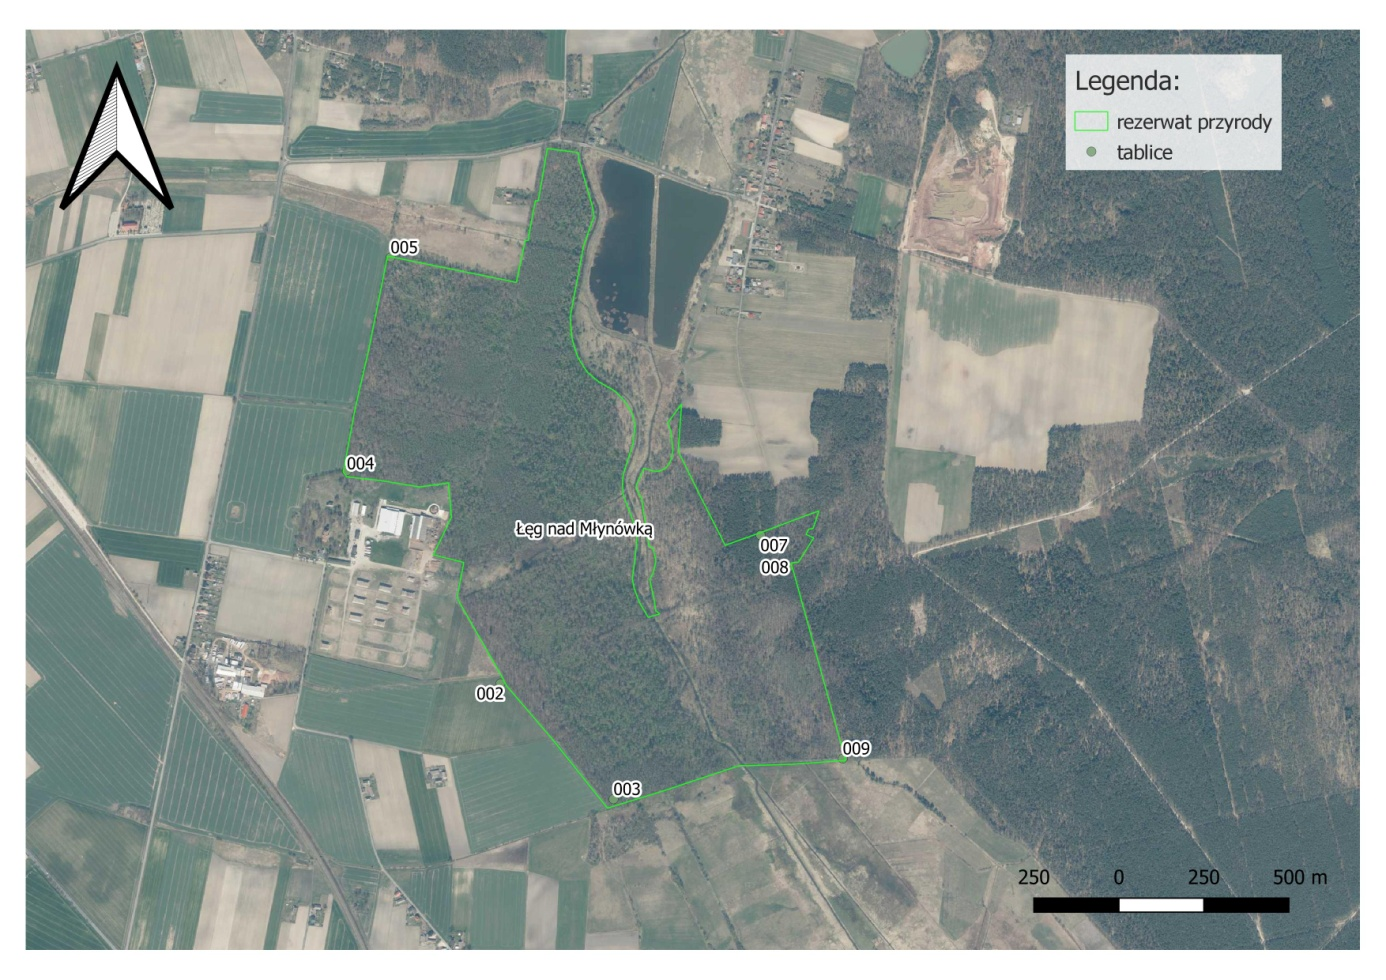 Legenda:
rezerwat przyrody
tablice
005
004
Łęg nad Młynówką
007
008
002
009
003
250 0 250 500 m